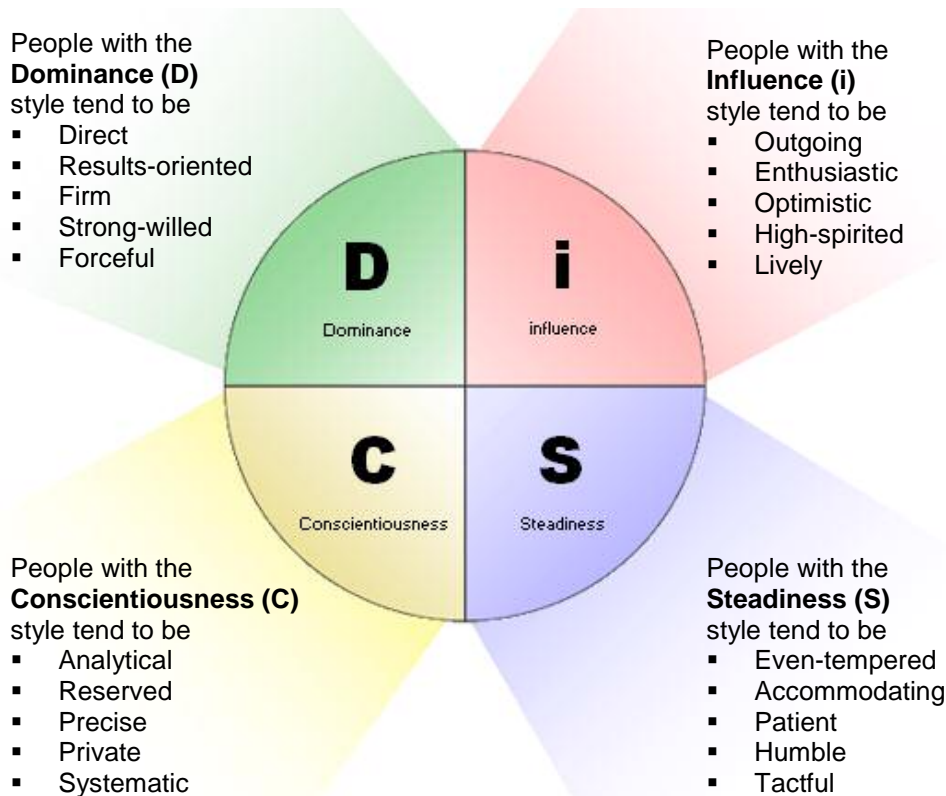 People with the
Dominance (D)
style tend to be
▪ Direct
▪ Results-oriented
▪ Firm
▪ Strong-willed
▪ Forceful
People with the
Influence (i)
style tend to be
▪ Outgoing
▪ Enthusiastic
▪ Optimistic
▪ High-spirited
▪ Lively
D
Dominance
i
influence
C
Conscientiousness
S
Steadiness
People with the
Conscientiousness (C)
style tend to be
▪ Analytical
▪ Reserved
▪ Precise
▪ Private
▪ Systematic
People with the
Steadiness (S)
style tend to be
▪ Even-tempered
▪ Accommodating
▪ Patient
▪ Humble
▪ Tactful